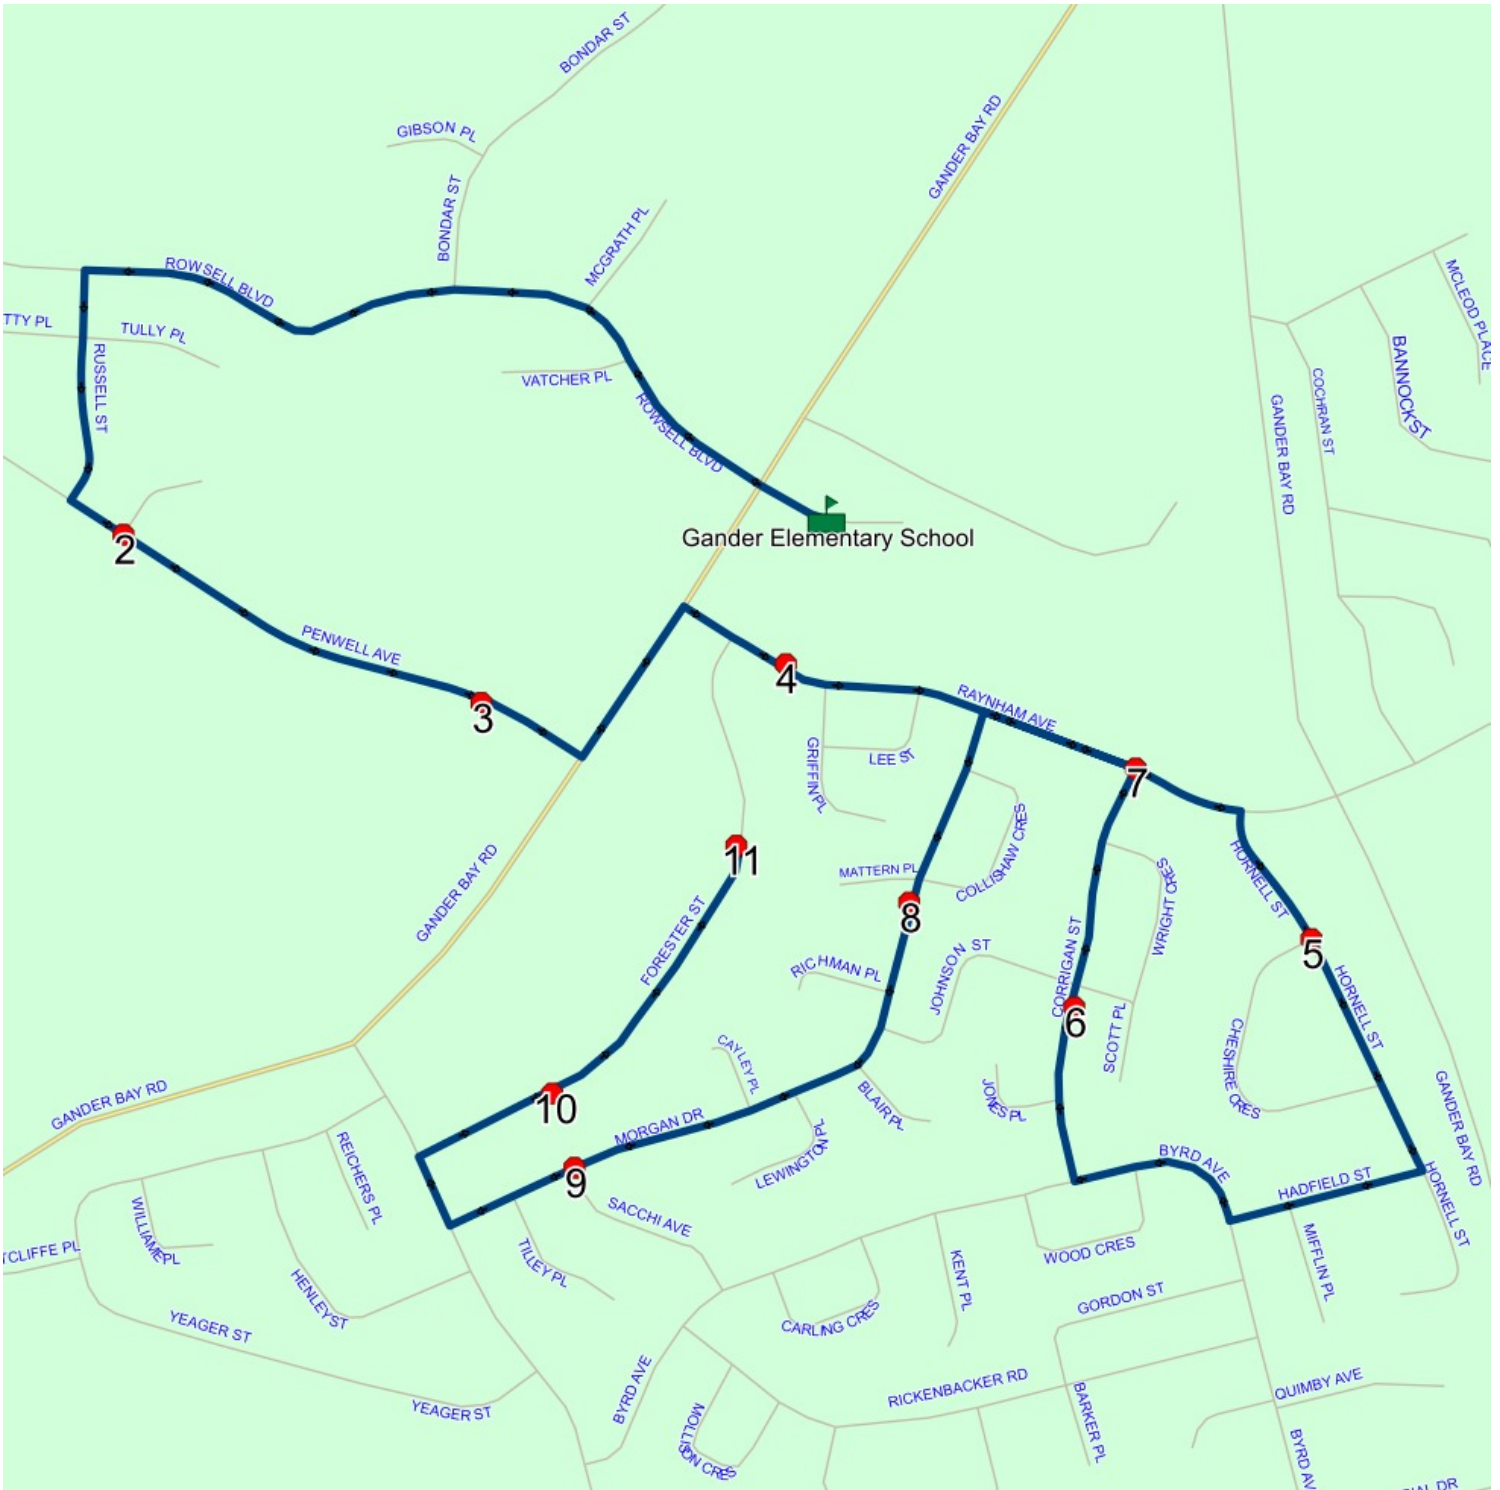 BONDAR ST
GIBSON PL
GANDER BAY RD
BONDAR ST
MCGRATH PL
ROWSELL BLVD
MCLEOD PLACE
TTY PL
TULLY PL
RUSSELL ST
VATCHER PL
BANNOCK ST
COCHRAN ST
GANDER BAY RD
ROWSELL BLVD
Gander Elementary School
2
PENWELL AVE
3
4
RAYNHAM AVE
LEE ST
GRIFFIN PL
7
COLLISHAW CRES
MATTERN PL
HORNELL ST
WRIGHT CRES
GANDER BAY RD
11
8
FORESTER ST
5
RICHMAN PL
JOHNSON ST
CORRIGAN ST
HORNELL ST
6
SCOTT PL
CHESHIRE CRES
CAYLEY PL
JONES PL
GANDER BAY RD
BLAIR PL
10
GANDER BAY RD
MORGAN DR
LEWINGTON PL
REICHERS PL
9
BYRD AVE
HADFIELD ST
HORNELL ST
SACCHI AVE
WILLIAMS PL
TCLIFFE PL
TILLEY PL
WOOD CRES
MIFFLIN PL
KENT PL
HENLEY ST
GORDON ST
YEAGER ST
CARLING CRES
BYRD AVE
RICKENBACKER RD
QUIMBY AVE
YEAGER ST
MOLLISON CRES
BARKER PL
BYRD AV
IAL DR